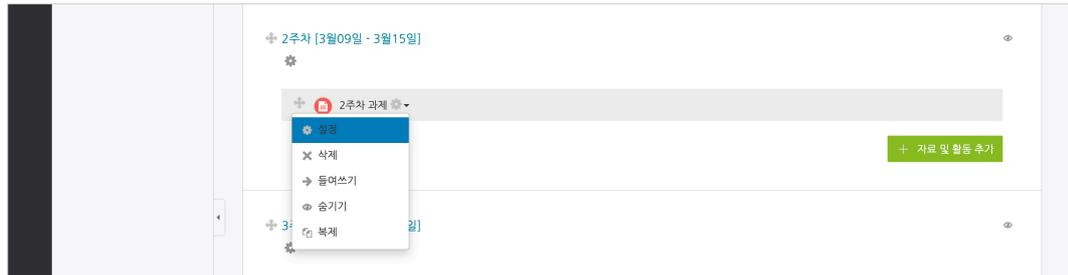 2주차 [3월09일 - 3월15일]
2주차 과제
설정
삭제
들여쓰기
숨기기
복제
+ 자료 및 활동 추가
3
일]